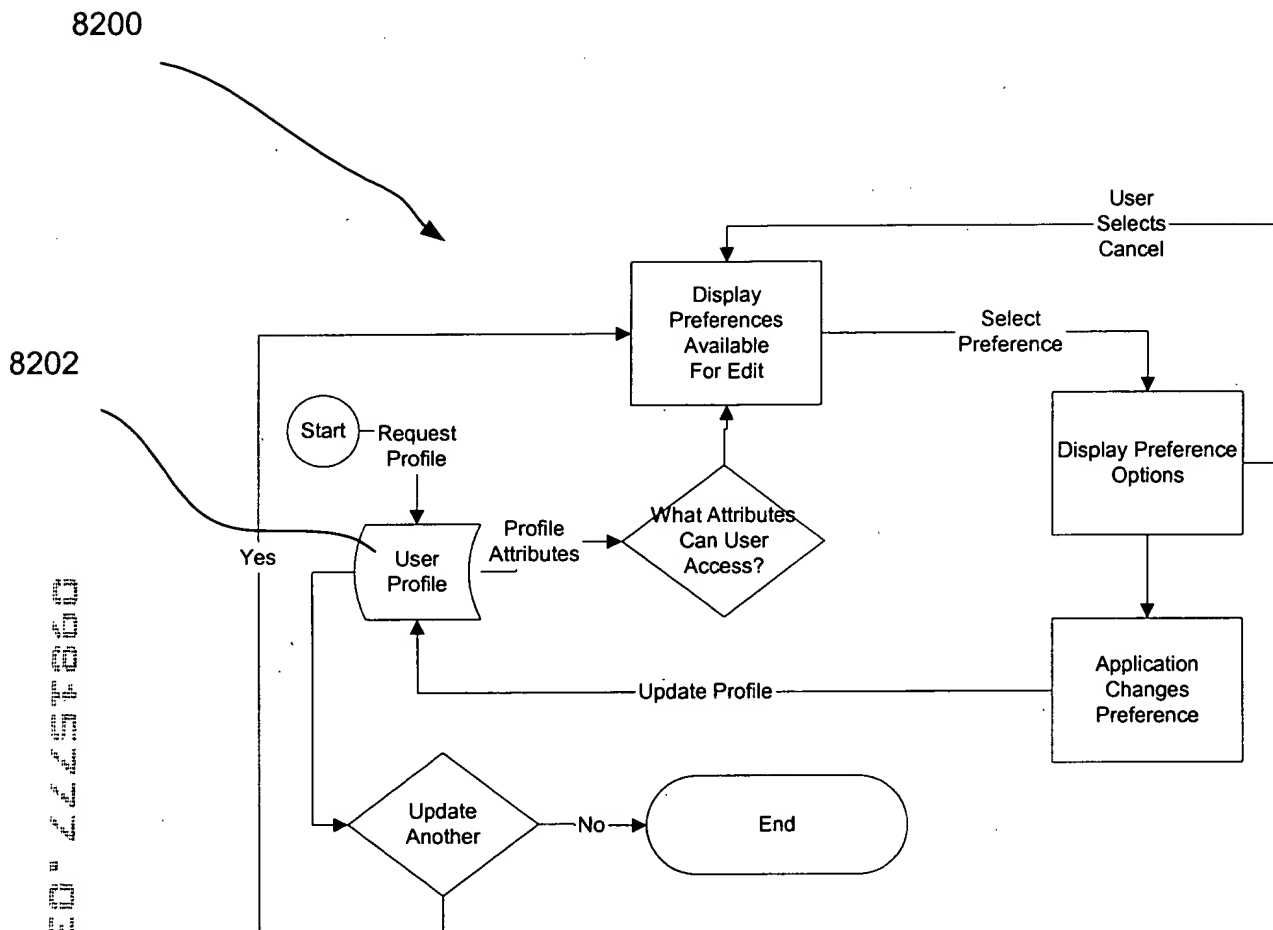 8200
User
Selects
Cancel
Display
Preferences
Available
For Edit
Select
Preference
8202
Start
Request
Profile
Display Preference
Options
What Attributes
Can User
Access?
Profile
Attributes
Yes
User
Profile
Application
Changes
Preference
Update Profile
Update
Another
No
End